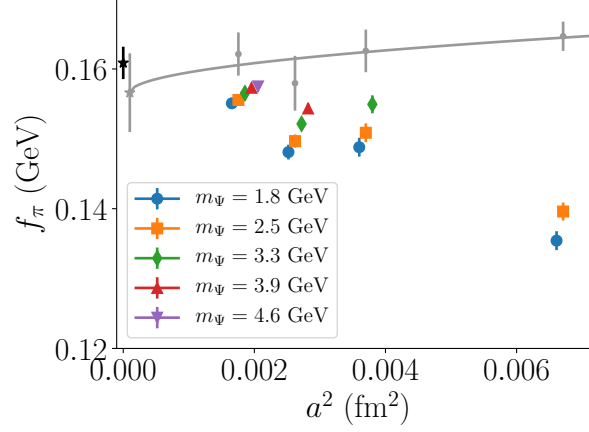 0.16
0.14
0.12
f_π (GeV)
m_Ψ = 1.8 GeV
m_Ψ = 2.5 GeV
m_Ψ = 3.3 GeV
m_Ψ = 3.9 GeV
m_Ψ = 4.6 GeV
0.000 0.002 0.004 0.006
a² (fm²)